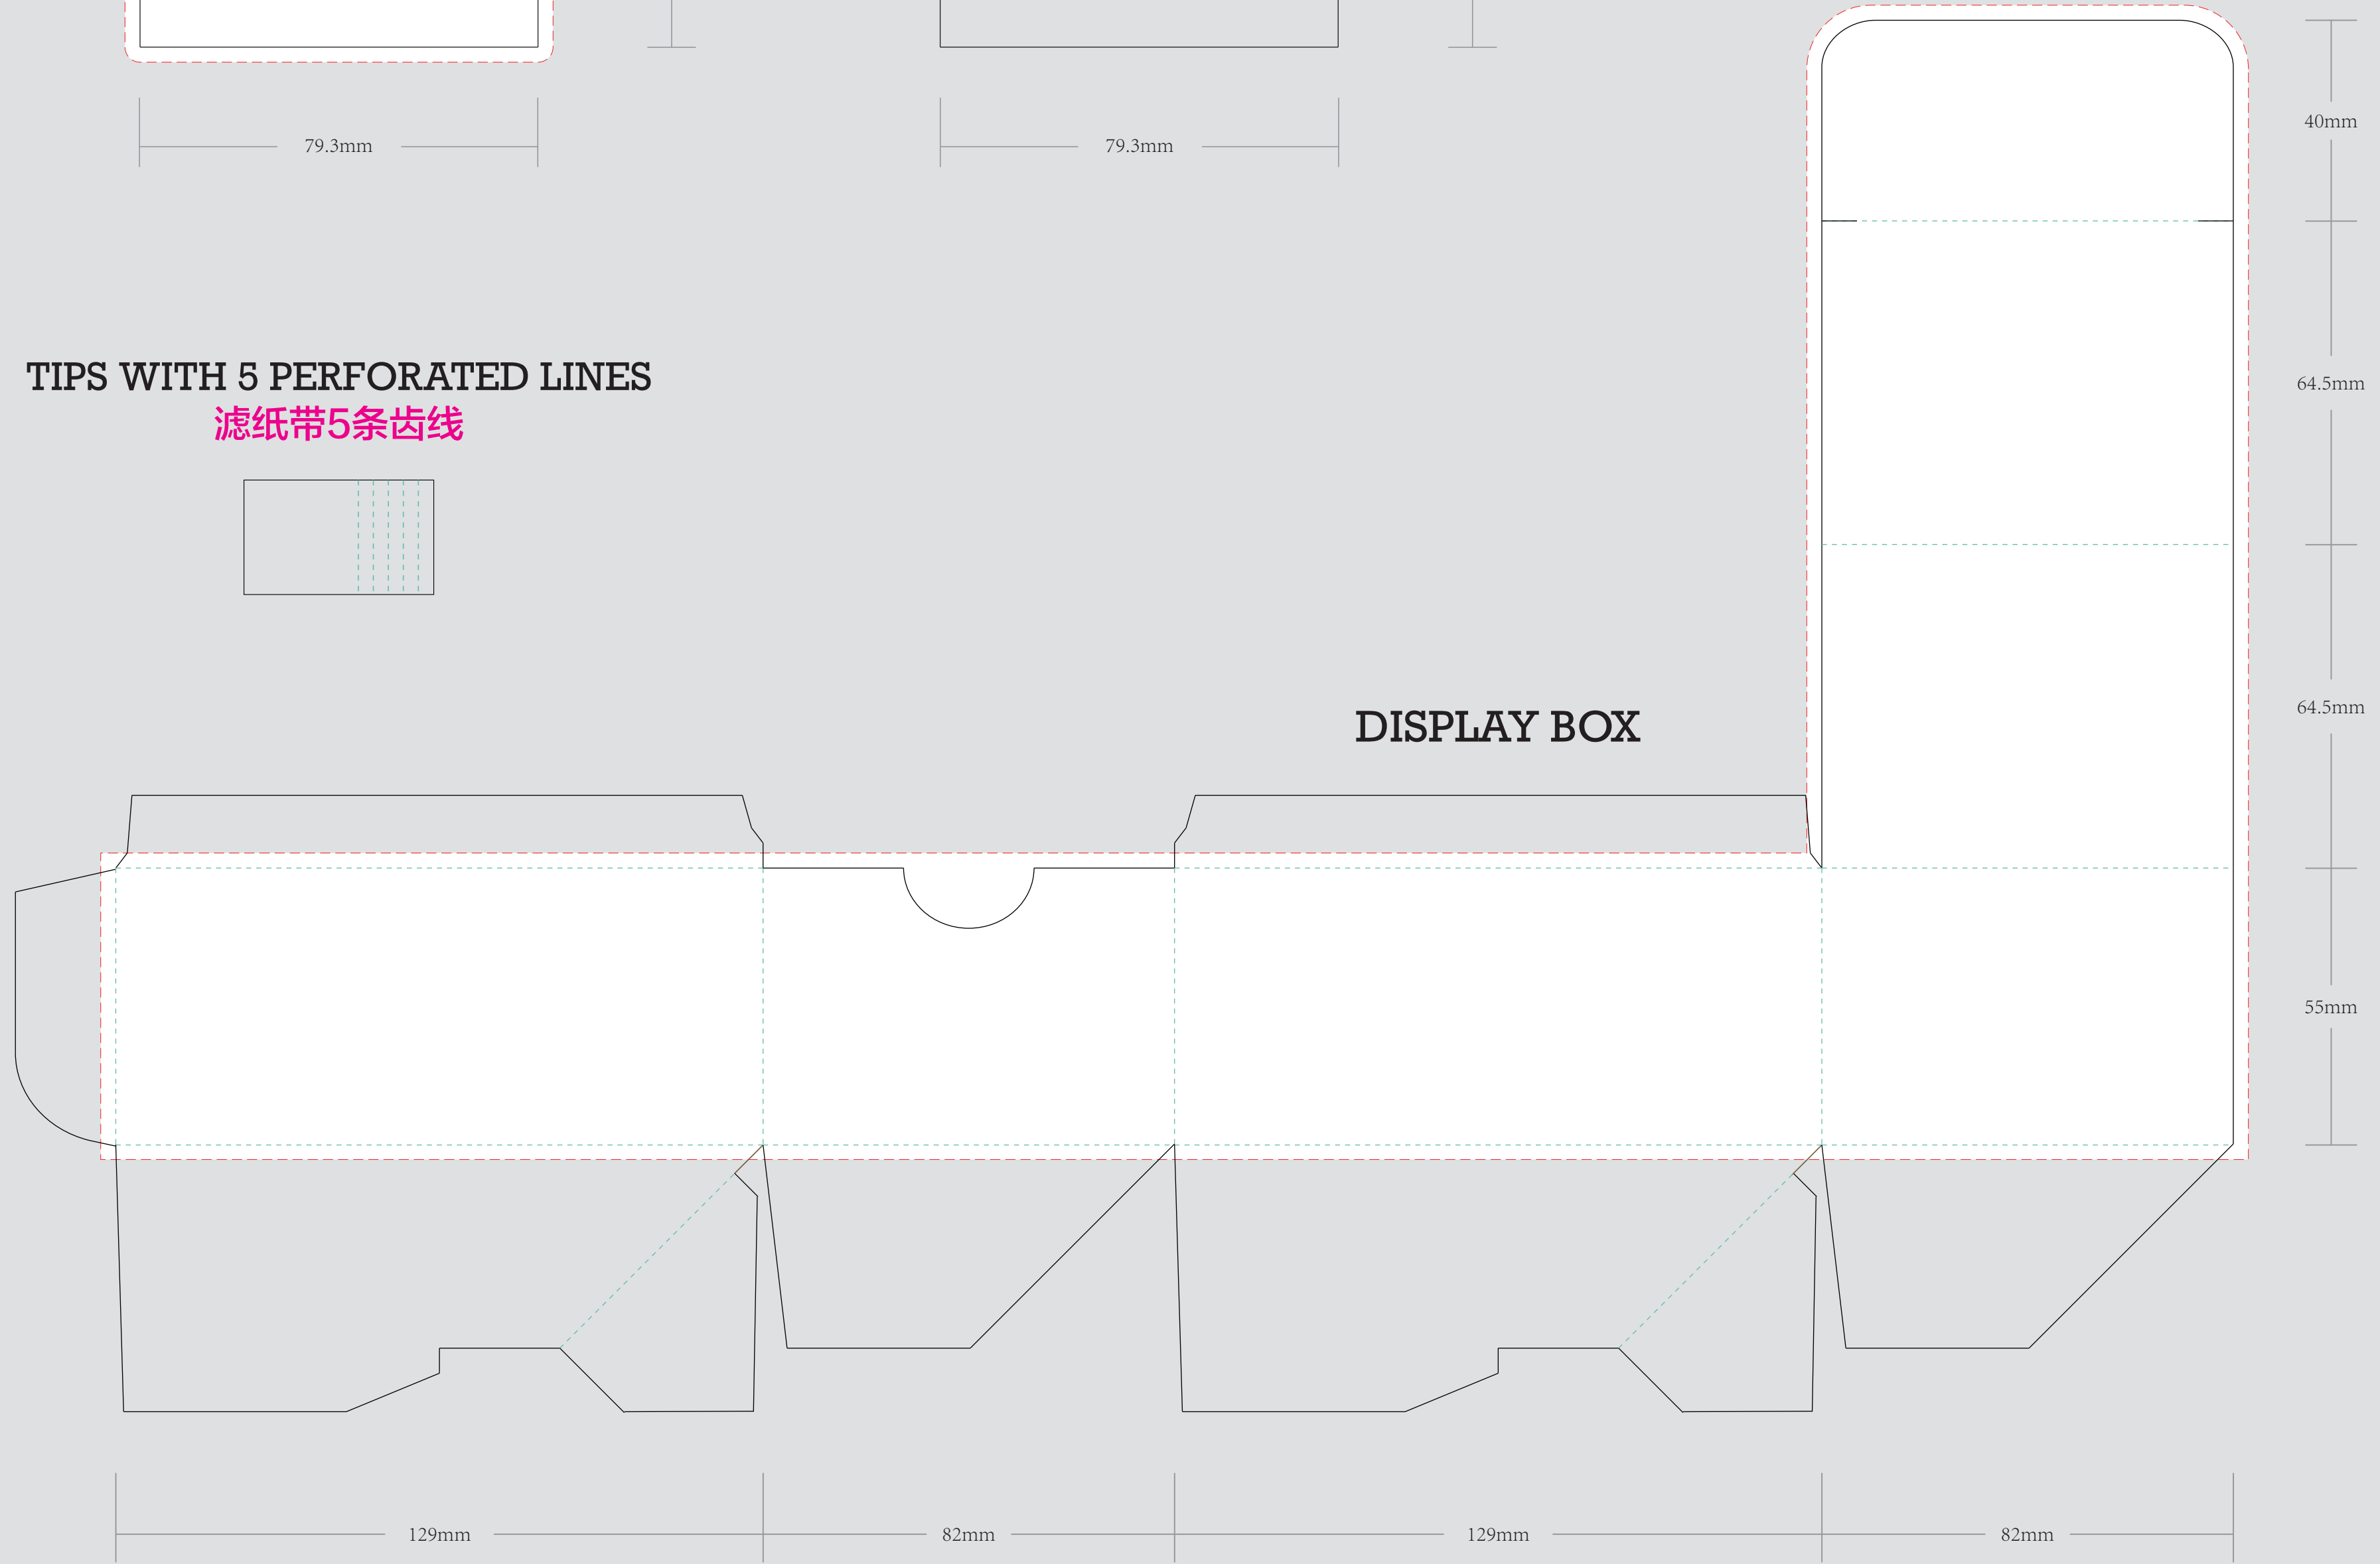 79.3mm
79.3mm
40mm
64.5mm
TIPS WITH 5 PERFORATED LINES
滤纸带5条齿线
64.5mm
DISPLAY BOX
55mm
129mm
82mm
129mm
82mm